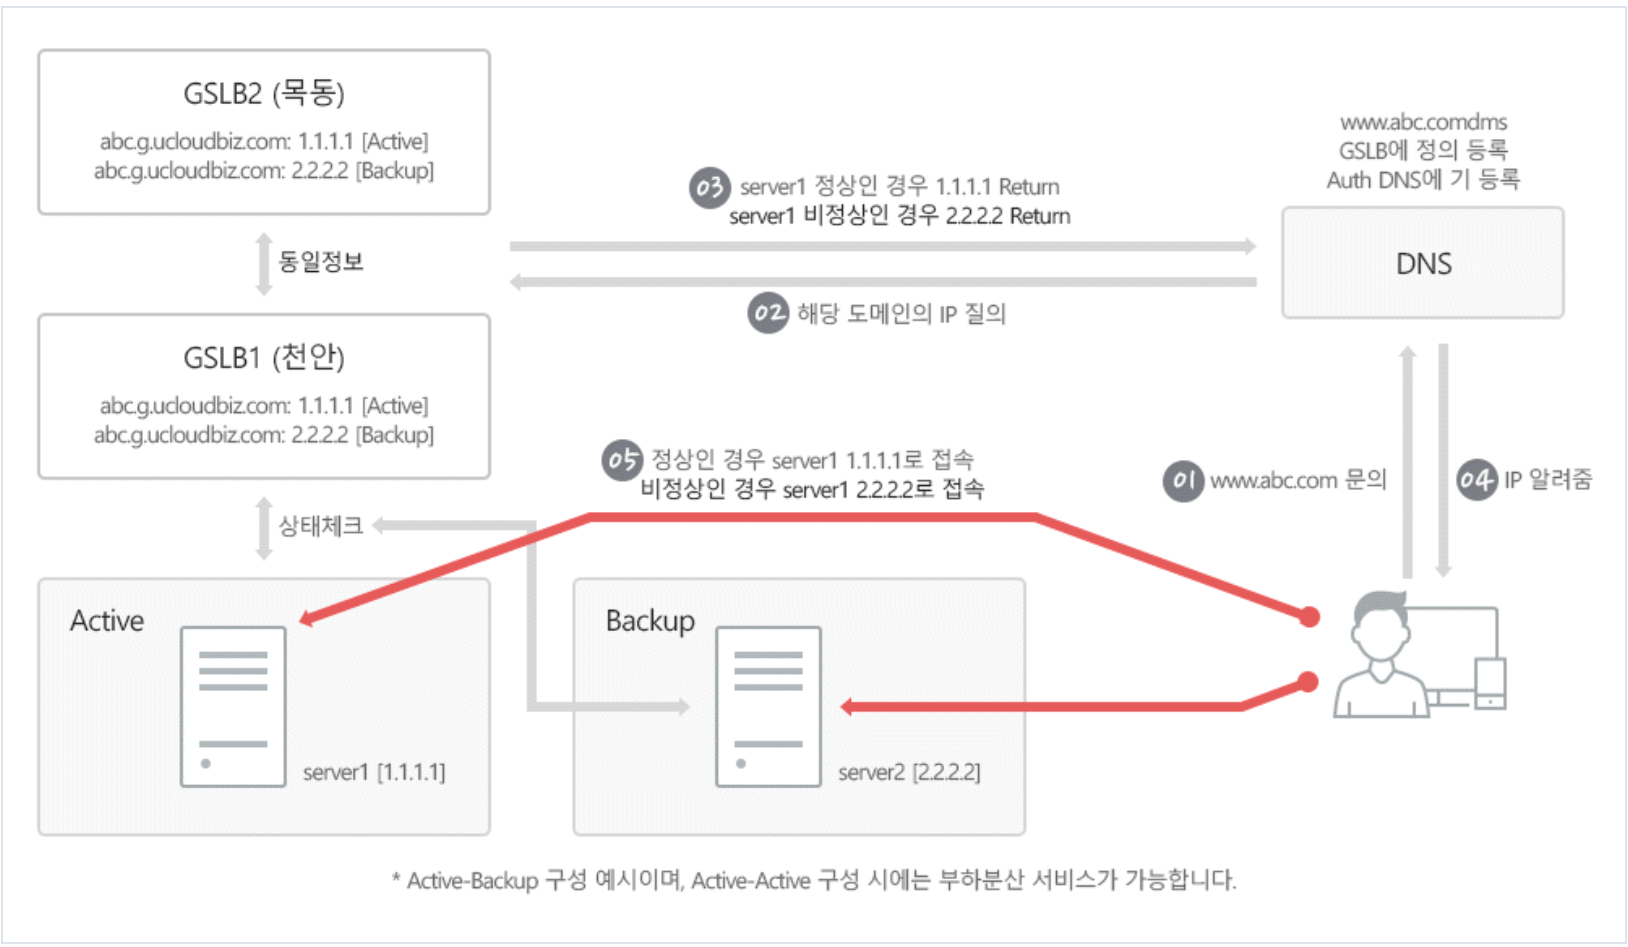 GSLB2 (목동)
abc.g.ucloudbiz.com: 1.1.1.1 [Active]
abc.g.ucloudbiz.com: 2.2.2.2 [Backup]
동일정보
GSLB1 (천안)
abc.g.ucloudbiz.com: 1.1.1.1 [Active]
abc.g.ucloudbiz.com: 2.2.2.2 [Backup]
상태체크
03 server1 정상인 경우 1.1.1.1 Return
server1 비정상인 경우 2.2.2.2 Return
02 해당 도메인의 IP 질의
www.abc.comdms
GSLB에 정의 등록
Auth DNS에 기 등록
DNS
01 www.abc.com 문의
04 IP 알려줌
05 정상인 경우 server1 1.1.1.1로 접속
비정상인 경우 server1 2.2.2.2로 접속
Active
server1 [1.1.1.1]
Backup
server2 [2.2.2.2]
* Active-Backup 구성 예시이며, Active-Active 구성 시에는 부하분산 서비스가 가능합니다.